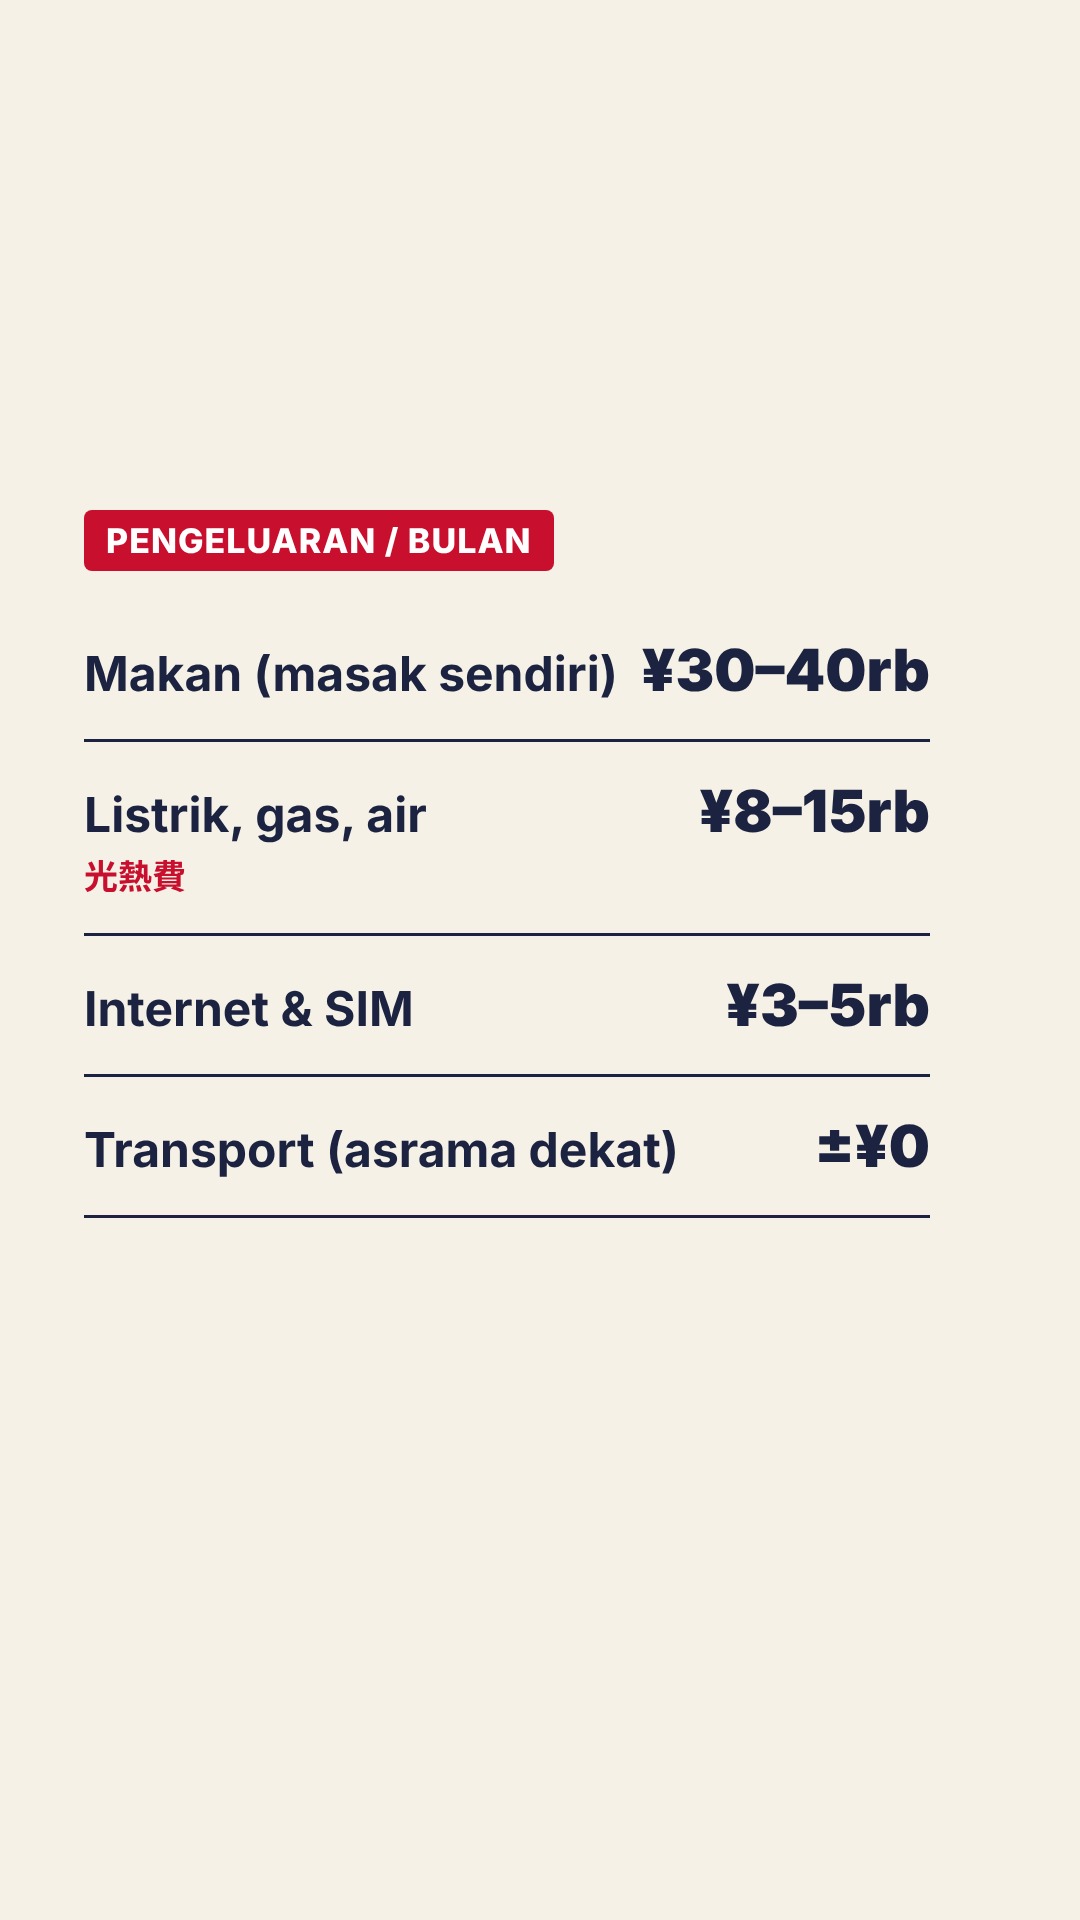 PENGELUARAN / BULAN
Makan (masak sendiri) ¥30–40rb
Listrik, gas, air ¥8–15rb
光熱費
Internet & SIM ¥3–5rb
Transport (asrama dekat) ±¥0